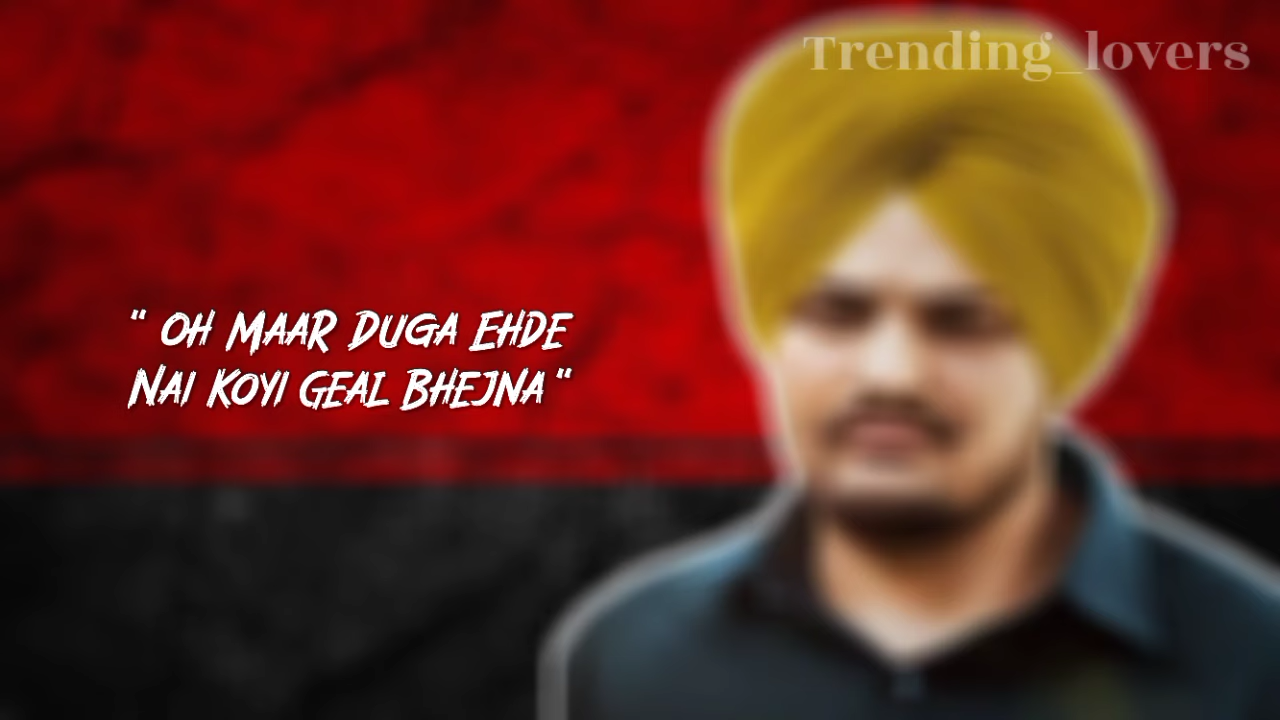 Trending_lovers
“ OH MAAR DUGA EHDE
NAI KOYI GEAL BHEJNA “